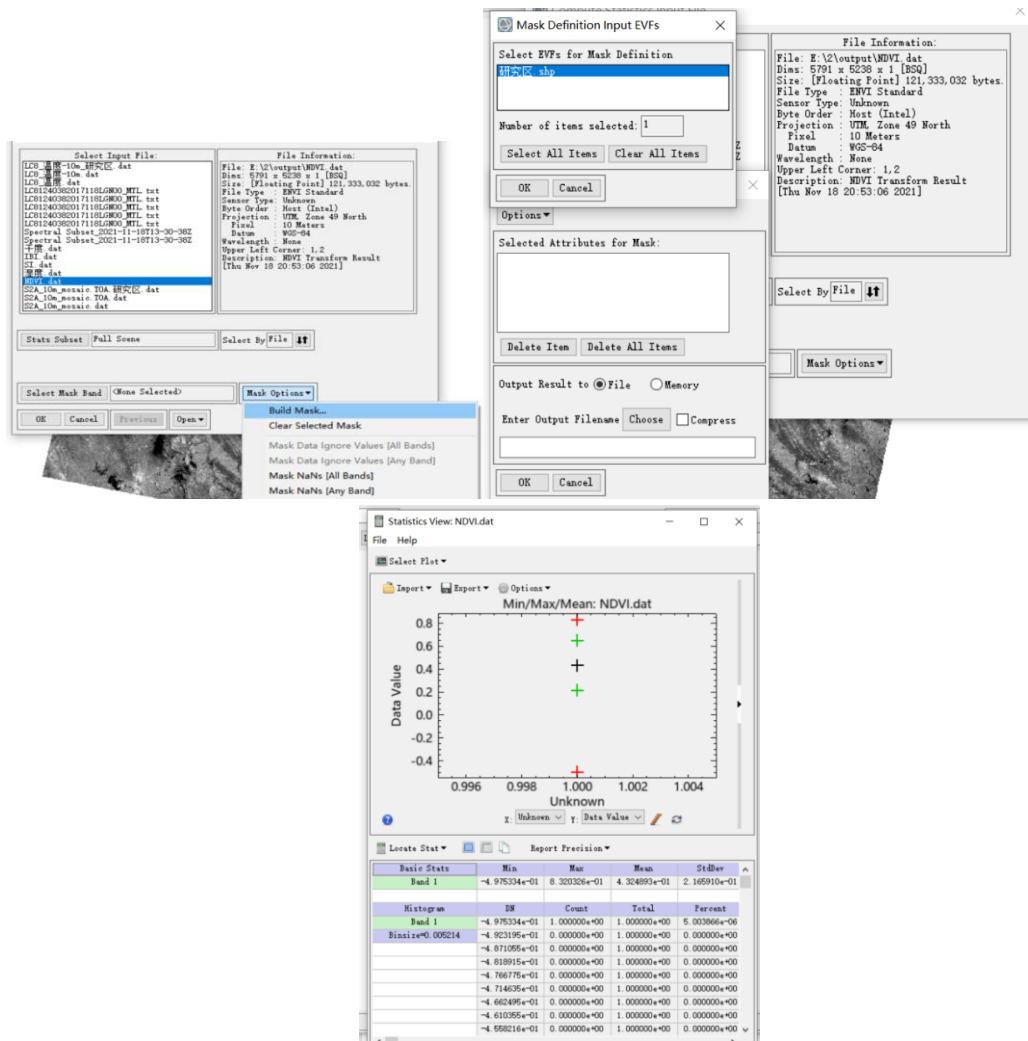 Select Input File:
LC8_温度-10m_研究区.dat
LC8_温度-10m.dat
LC8_温度.dat
LC81240382017118LGN00_MTL.txt
LC81240382017118LGN00_MTL.txt
LC81240382017118LGN00_MTL.txt
LC81240382017118LGN00_MTL.txt
LC81240382017118LGN00_MTL.txt
Spectral Subset_2021-11-18T13-30-38Z
Spectral Subset_2021-11-18T13-30-38Z
干度.dat
IBI.dat
SI.dat
湿度.dat
NDVI.dat
S2A_10m_mosaic.TOA.研究区.dat
S2A_10m_mosaic.TOA.dat
S2A_10m_mosaic.dat
File Information:
File: E:\2\output\NDVI.dat
Dims: 5791 x 5238 x 1 [BSQ]
Size: [Floating Point] 121,333,032 bytes.
File Type : ENVI Standard
Sensor Type: Unknown
Byte Order : Host (Intel)
Projection : UTM, Zone 49 North
Pixel : 10 Meters
Datum : WGS-84
Wavelength : None
Upper Left Corner: 1,2
Description: NDVI Transform Result
[Thu Nov 18 20:53:06 2021]
Stats Subset Full Scene
Select By File
Select Mask Band <None Selected>
Mask Options
OK Cancel Previous Open
Build Mask...
Clear Selected Mask
Mask Data Ignore Values [All Bands]
Mask Data Ignore Values [Any Band]
Mask NaNs [All Bands]
Mask NaNs [Any Band]
Mask Definition Input EVFs
Select EVFs for Mask Definition
研究区.shp
Number of items selected: 1
Select All Items Clear All Items
OK Cancel
Options
Selected Attributes for Mask:
Delete Item Delete All Items
Output Result to File Memory
Enter Output Filename Choose Compress
OK Cancel
File Information:
File: E:\2\output\NDVI.dat
Dims: 5791 x 5238 x 1 [BSQ]
Size: [Floating Point] 121,333,032 bytes.
File Type : ENVI Standard
Sensor Type: Unknown
Byte Order : Host (Intel)
Projection : UTM, Zone 49 North
Pixel : 10 Meters
Datum : WGS-84
Wavelength : None
Upper Left Corner: 1,2
Description: NDVI Transform Result
[Thu Nov 18 20:53:06 2021]
Select By File
Mask Options
Statistics View: NDVI.dat
File Help
Select Plot
Import Export Options
Min/Max/Mean: NDVI.dat
Data Value
0.8
0.6
0.4
0.2
0.0
-0.2
-0.4
0.996 0.998 1.000 1.002 1.004
Unknown
X: Unknown Y: Data Value
Locate Stat Report Precision
Basic Stats Min Max Mean StdDev
Band 1 -4.975334e-01 8.320326e-01 4.324893e-01 2.165910e-01
Histogram DN Count Total Percent
Band 1 -4.975334e-01 1.000000e+00 1.000000e+00 5.003866e-06
Binsize=0.005214 -4.923195e-01 0.000000e+00 1.000000e+00 0.000000e+00
-4.871055e-01 0.000000e+00 1.000000e+00 0.000000e+00
-4.818915e-01 0.000000e+00 1.000000e+00 0.000000e+00
-4.766775e-01 0.000000e+00 1.000000e+00 0.000000e+00
-4.714635e-01 0.000000e+00 1.000000e+00 0.000000e+00
-4.662495e-01 0.000000e+00 1.000000e+00 0.000000e+00
-4.610355e-01 0.000000e+00 1.000000e+00 0.000000e+00
-4.558216e-01 0.000000e+00 1.000000e+00 0.000000e+00